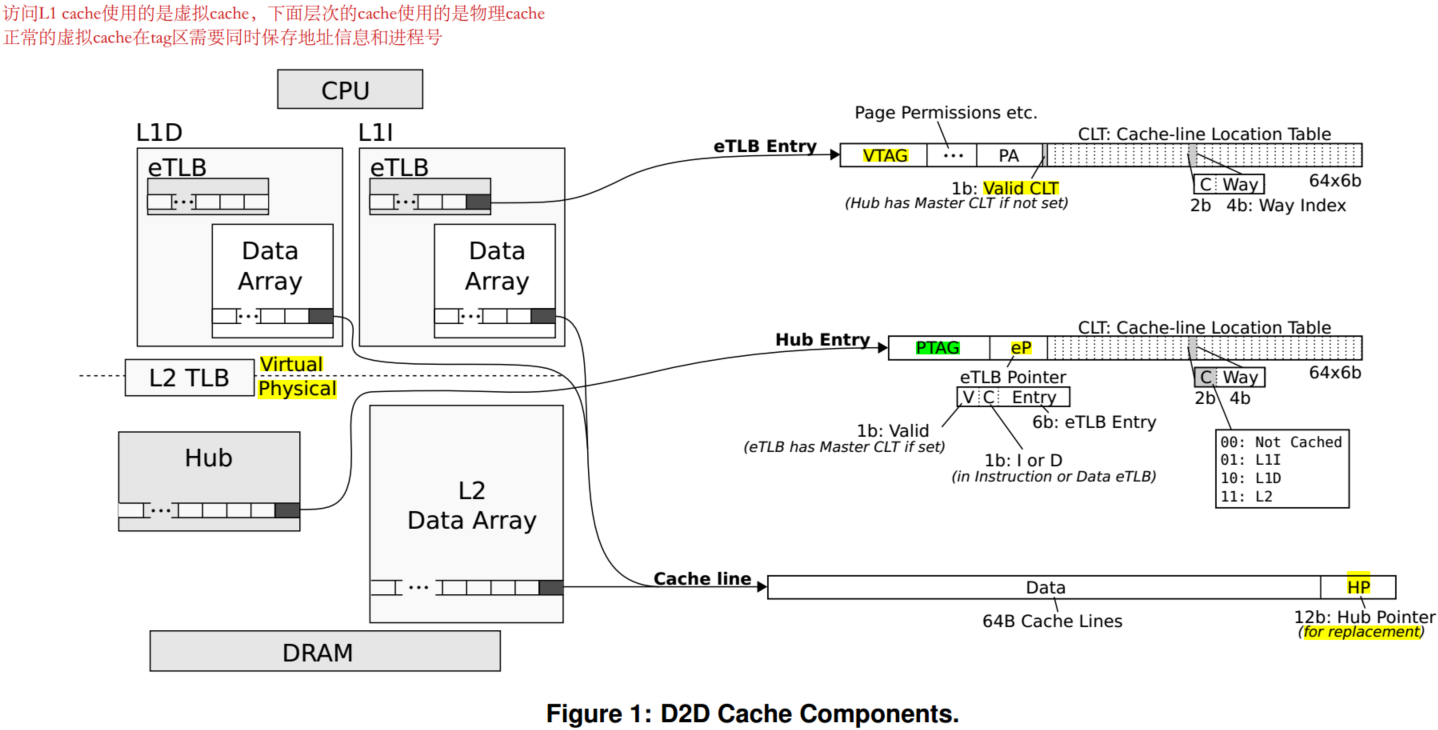 访问L1 cache使用的是虚拟cache，下面层次的cache使用的是物理cache
正常的虚拟cache在tag区需要同时保存地址信息和进程号
CPU
L1D
L1I
eTLB
...
Data
Array
...
eTLB
...
Data
Array
...
L2 TLB
Virtual
Physical
Hub
...
L2
Data Array
...
DRAM
eTLB Entry
Page Permissions etc.
CLT: Cache-line Location Table
VTAG
...
PA
1b: Valid CLT
(Hub has Master CLT if not set)
C Way
64x6b
2b 4b: Way Index
Hub Entry
CLT: Cache-line Location Table
PTAG
eP
eTLB Pointer
V C Entry
1b: Valid
(eTLB has Master CLT if set)
6b: eTLB Entry
1b: I or D
(in Instruction or Data eTLB)
C Way
64x6b
2b 4b
00: Not Cached
01: L1I
10: L1D
11: L2
Cache line
Data
HP
64B Cache Lines
12b: Hub Pointer
(for replacement)
Figure 1: D2D Cache Components.